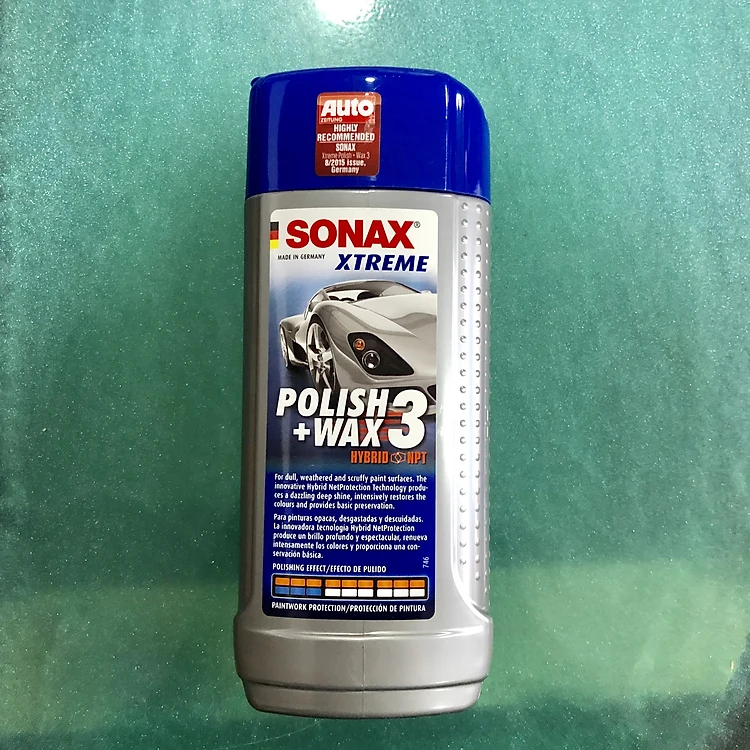 Auto
ZEITUNG
HIGHLY
RECOMMENDED
SONAX
Xtreme Polish + Wax 3
8/2015 issue,
Germany
SONAX®
MADE IN GERMANY
XTREME
POLISH
+WAX 3
HYBRID NPT
For dull, weathered and scruffy paint surfaces. The
innovative Hybrid NetProtection Technology produ-
ces a dazzling deep shine, intensively restores the
colours and provides basic preservation.
Para pinturas opacas, desgastadas y descuidadas.
La innovadora tecnología Hybrid NetProtection
produce un brillo profundo y espectacular, renueva
intensamente los colores y proporciona una con-
servación básica.
746
POLISHING EFFECT/EFECTO DE PULIDO
PAINTWORK PROTECTION/PROTECCIÓN DE PINTURA